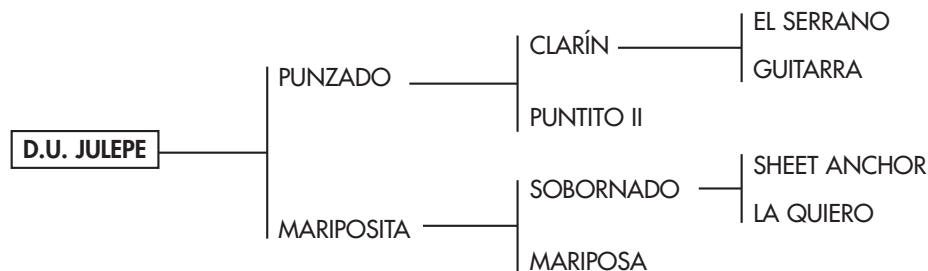 EL SERRANO
CLARÍN
GUITARRA
PUNZADO
PUNTITO II
D.U. JULEPE
SHEET ANCHOR
SOBORNADO
LA QUIERO
MARIPOSITA
MARIPOSA